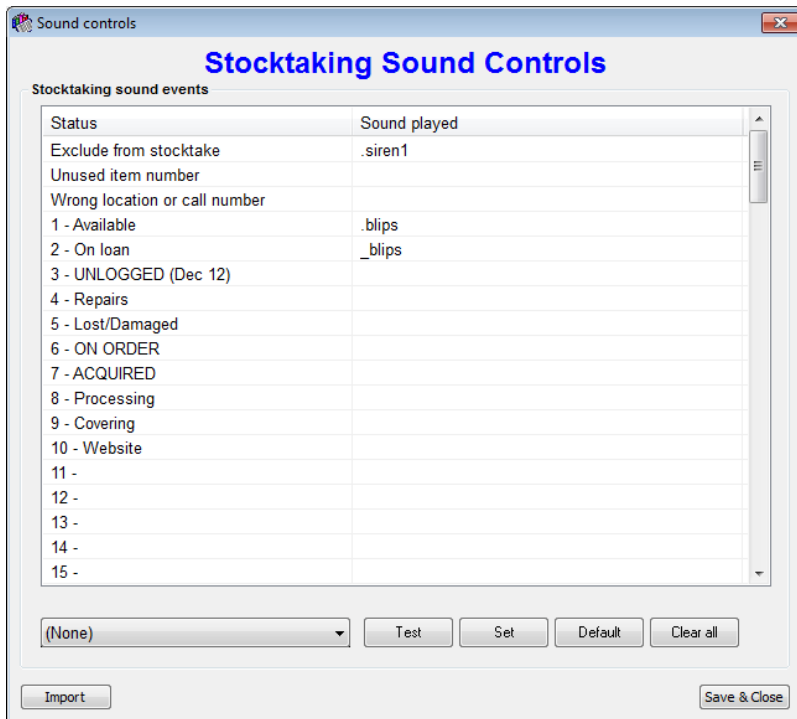 Sound controls
Stocktaking Sound Controls
Stocktaking sound events
Status Sound played
Exclude from stocktake .siren1
Unused item number
Wrong location or call number
1 - Available .blips
2 - On loan _blips
3 - UNLOGGED (Dec 12)
4 - Repairs
5 - Lost/Damaged
6 - ON ORDER
7 - ACQUIRED
8 - Processing
9 - Covering
10 - Website
11 -
12 -
13 -
14 -
15 -
(None) Test Set Default Clear all
Import Save & Close